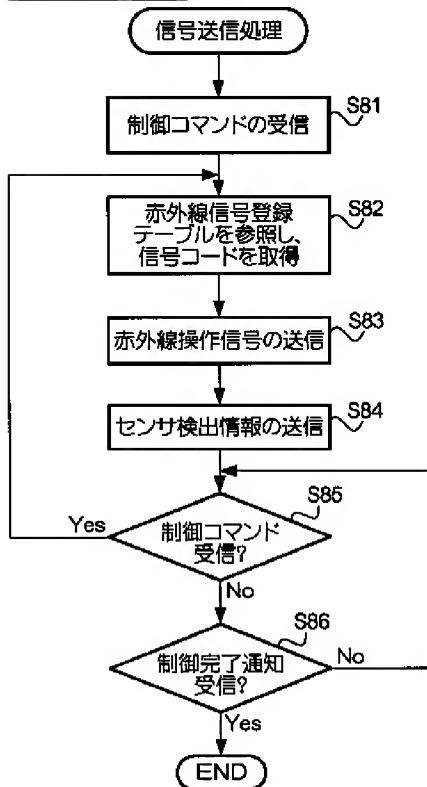 信号送信処理
S81
制御コマンドの受信
S82
赤外線信号登録
テーブルを参照し、
信号コードを取得
S83
赤外線操作信号の送信
S84
センサ検出情報の送信
S85
Yes
制御コマンド
受信?
No
S86
制御完了通知
受信?
No
Yes
END